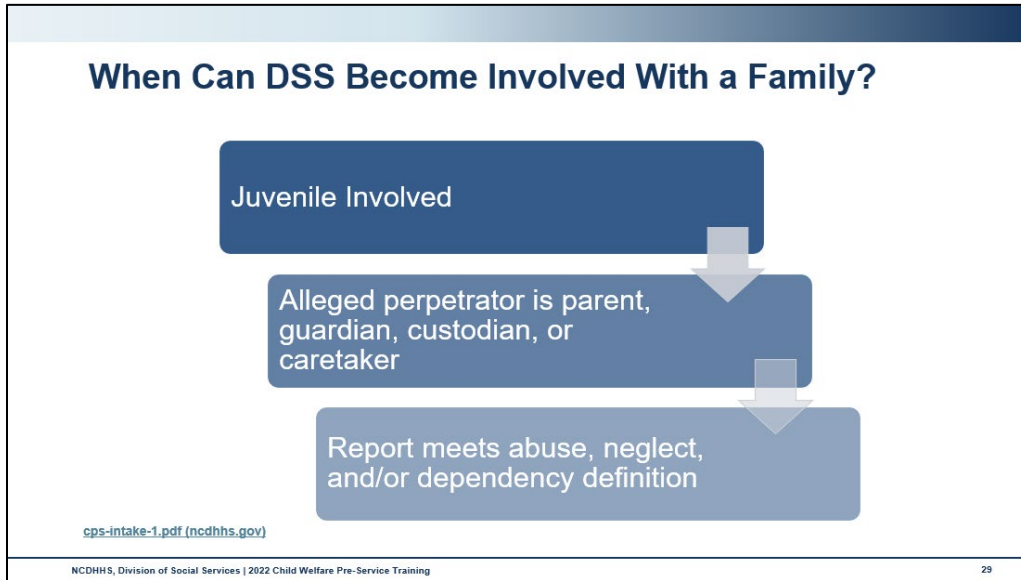 When Can DSS Become Involved With a Family?
Juvenile Involved
Alleged perpetrator is parent,
guardian, custodian, or
caretaker
Report meets abuse, neglect,
and/or dependency definition
cps-intake-1.pdf (ncdhhs.gov)
NCDHHS, Division of Social Services | 2022 Child Welfare Pre-Service Training
29